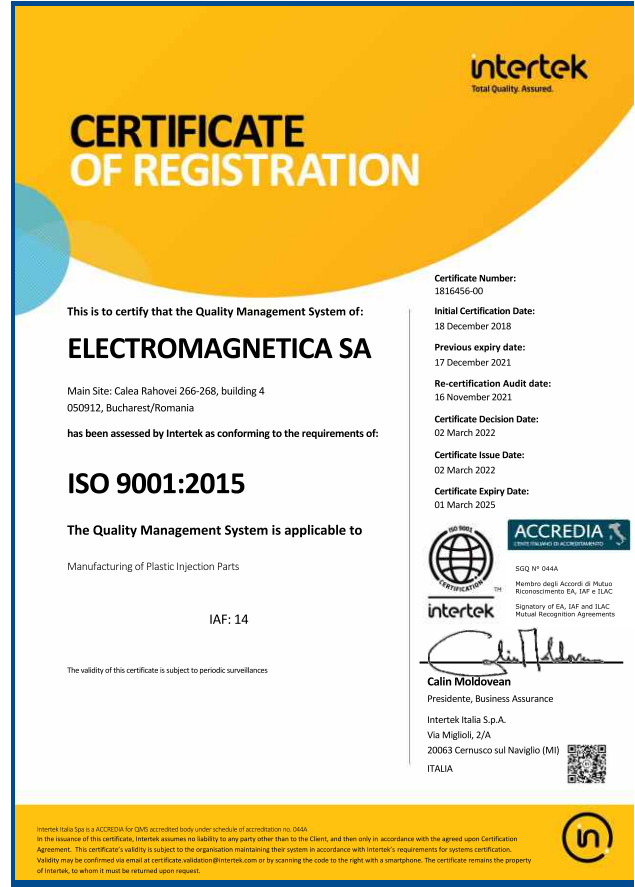 intertek
Total Quality. Assured.
CERTIFICATE
OF REGISTRATION
This is to certify that the Quality Management System of:
ELECTROMAGNETICA SA
Main Site: Calea Rahovei 266-268, building 4
050912, Bucharest/Romania
has been assessed by Intertek as conforming to the requirements of:
ISO 9001:2015
The Quality Management System is applicable to
Manufacturing of Plastic Injection Parts
IAF: 14
The validity of this certificate is subject to periodic surveillances
Certificate Number:
1816456-00
Initial Certification Date:
18 December 2018
Previous expiry date:
17 December 2021
Re-certification Audit date:
16 November 2021
Certificate Decision Date:
02 March 2022
Certificate Issue Date:
02 March 2022
Certificate Expiry Date:
01 March 2025
ISO 9001
CERTIFICATION
TM
intertek
ACCREDIA
L'ENTE ITALIANO DI ACCREDITAMENTO
SGQ N° 044A
Membro degli Accordi di Mutuo
Riconoscimento EA, IAF e ILAC
Signatory of EA, IAF and ILAC
Mutual Recognition Agreements
Calin Moldovean
Calin Moldovean
Presidente, Business Assurance
Intertek Italia S.p.A.
Via Miglioli, 2/A
20063 Cernusco sul Naviglio (MI)
ITALIA
Intertek Italia Spa is a ACCREDIA for QMS accredited body under schedule of accreditation no. 044A
In the issuance of this certificate, Intertek assumes no liability to any party other than to the Client, and then only in accordance with the agreed upon Certification
Agreement. This certificate's validity is subject to the organisation maintaining their system in accordance with Intertek's requirements for systems certification.
Validity may be confirmed via email at certificate.validation@intertek.com or by scanning the code to the right with a smartphone. The certificate remains the property
of Intertek, to whom it must be returned upon request.
in